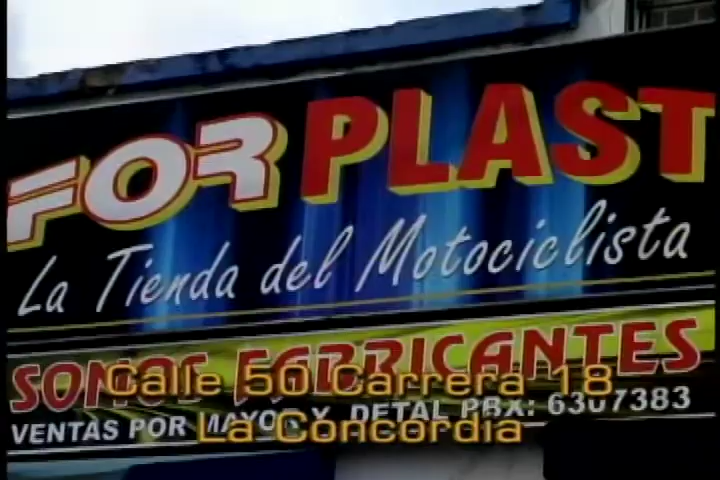 FOR PLAST
La Tienda del Motociclista
SOMOS FABRICANTES
Calle 50 Carrera 18
VENTAS POR MAYOR Y DETAL PBX: 6307383
La Concordia